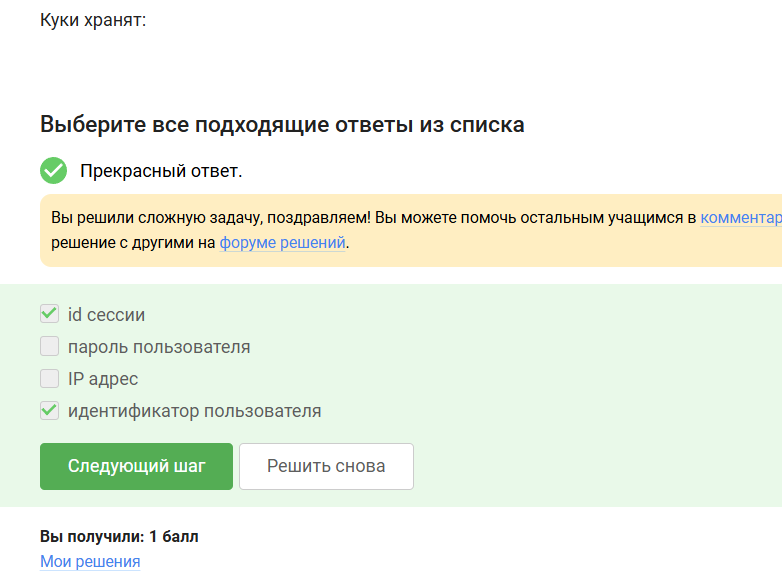 Куки хранят:
Выберите все подходящие ответы из списка
Прекрасный ответ.
Вы решили сложную задачу, поздравляем! Вы можете помочь остальным учащимся в комментар
решение с другими на форуме решений.
id сессии
пароль пользователя
IP адрес
идентификатор пользователя
Следующий шаг Решить снова
Вы получили: 1 балл
Мои решения